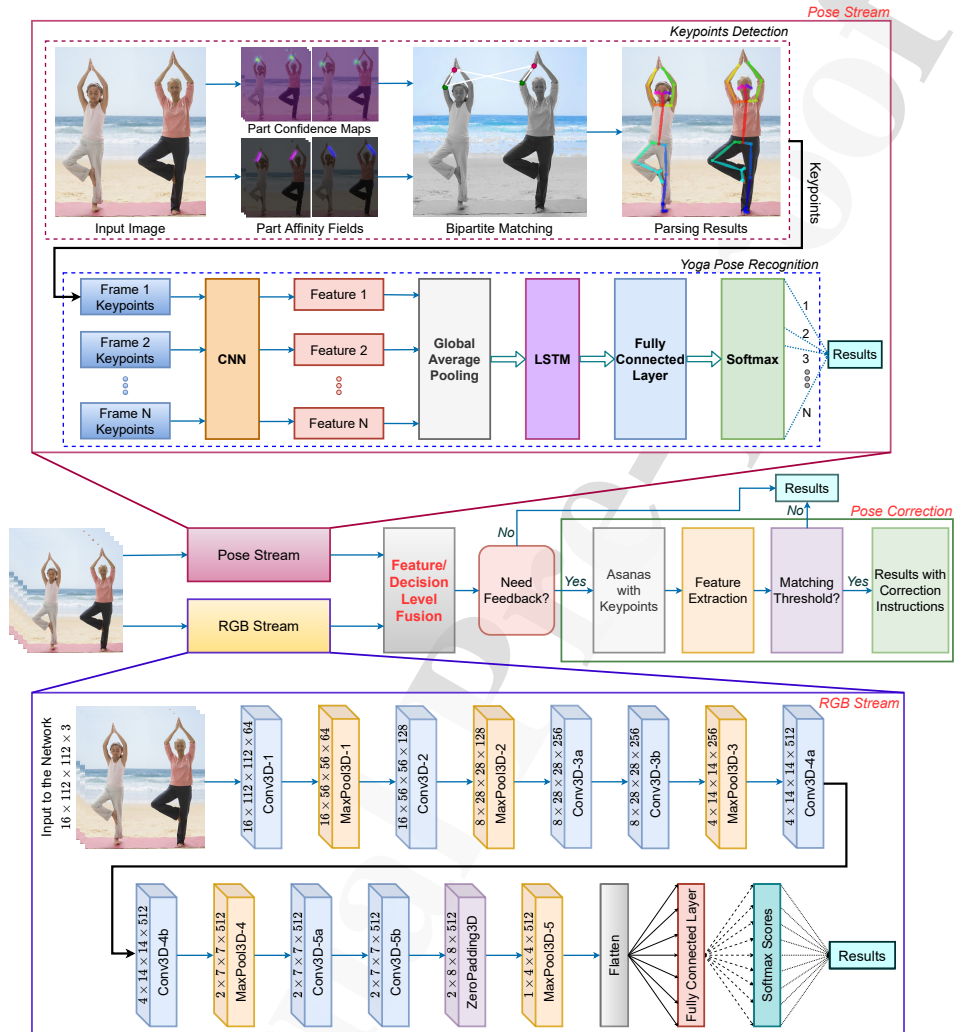 Pose Stream
Keypoints Detection
Part Confidence Maps
Input Image
Part Affinity Fields
Bipartite Matching
Parsing Results
Keypoints
Yoga Pose Recognition
Frame 1
Keypoints
Feature 1
Frame 2
Keypoints
CNN
Feature 2
Global
Average
Pooling
LSTM
Fully
Connected
Layer
Softmax
1
2
3
N
Results
Frame N
Keypoints
Feature N
Results
Pose Correction
No
No
Pose Stream
RGB Stream
Feature/
Decision
Level
Fusion
Need
Feedback?
Yes
Asanas
with
Keypoints
Feature
Extraction
Matching
Threshold?
Yes
Results with
Correction
Instructions
RGB Stream
Input to the Network
16 × 112 × 112 × 3
16 × 112 × 112 × 64
Conv3D-1
16 × 56 × 56 × 64
MaxPool3D-1
16 × 56 × 56 × 128
Conv3D-2
8 × 28 × 28 × 128
MaxPool3D-2
8 × 28 × 28 × 256
Conv3D-3a
8 × 28 × 28 × 256
Conv3D-3b
4 × 14 × 14 × 256
MaxPool3D-3
4 × 14 × 14 × 512
Conv3D-4a
4 × 14 × 14 × 512
Conv3D-4b
2 × 7 × 7 × 512
MaxPool3D-4
2 × 7 × 7 × 512
Conv3D-5a
2 × 7 × 7 × 512
Conv3D-5b
2 × 8 × 8 × 512
ZeroPadding3D
1 × 4 × 4 × 512
MaxPool3D-5
Flatten
Fully Connected Layer
Softmax Scores
Results